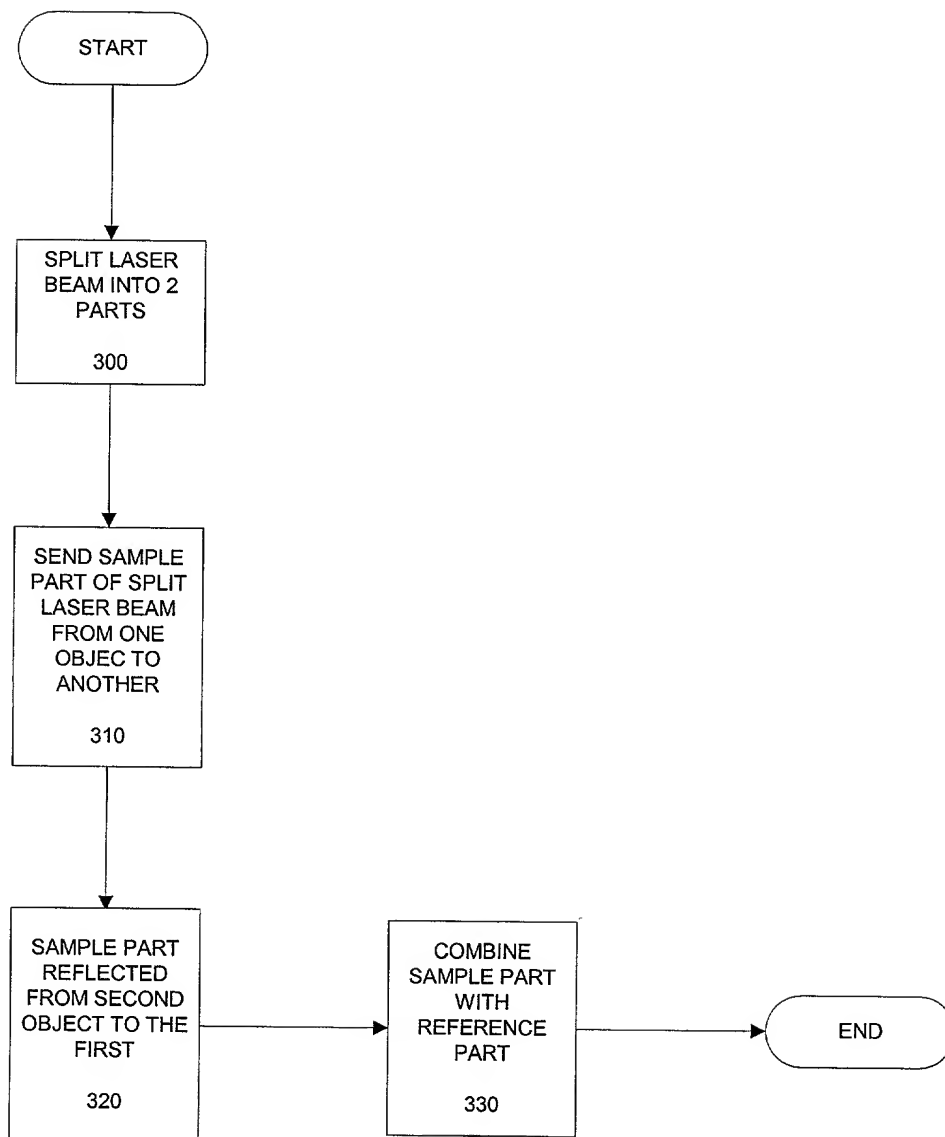 START
SPLIT LASER
BEAM INTO 2
PARTS
300
SEND SAMPLE
PART OF SPLIT
LASER BEAM
FROM ONE
OBJEC TO
ANOTHER
310
SAMPLE PART
REFLECTED
FROM SECOND
OBJECT TO THE
FIRST
320
COMBINE
SAMPLE PART
WITH
REFERENCE
PART
330
END